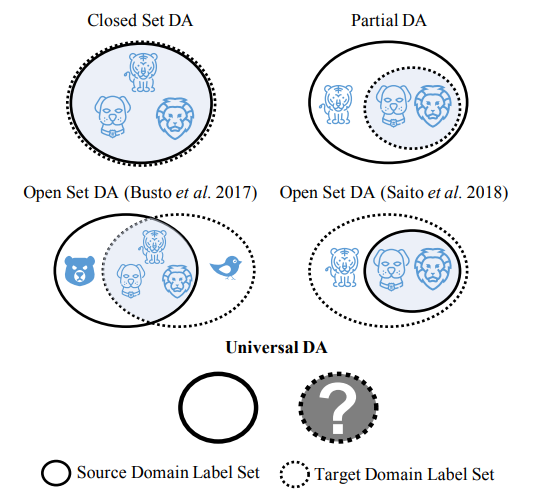 Closed Set DA
Partial DA
Open Set DA (Busto et al. 2017)
Open Set DA (Saito et al. 2018)
Universal DA
?
Source Domain Label Set
Target Domain Label Set